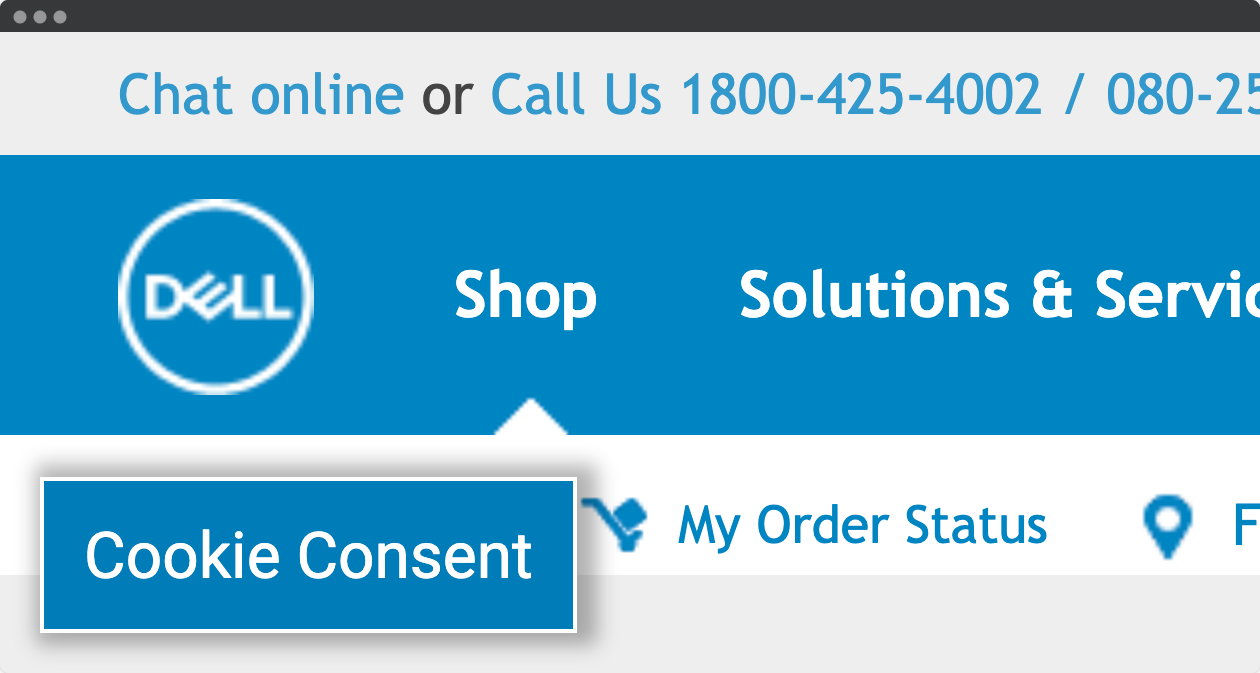 Chat online or Call Us 1800-425-4002 / 080-25
DELL
Shop
Solutions & Servic
Cookie Consent
My Order Status
F